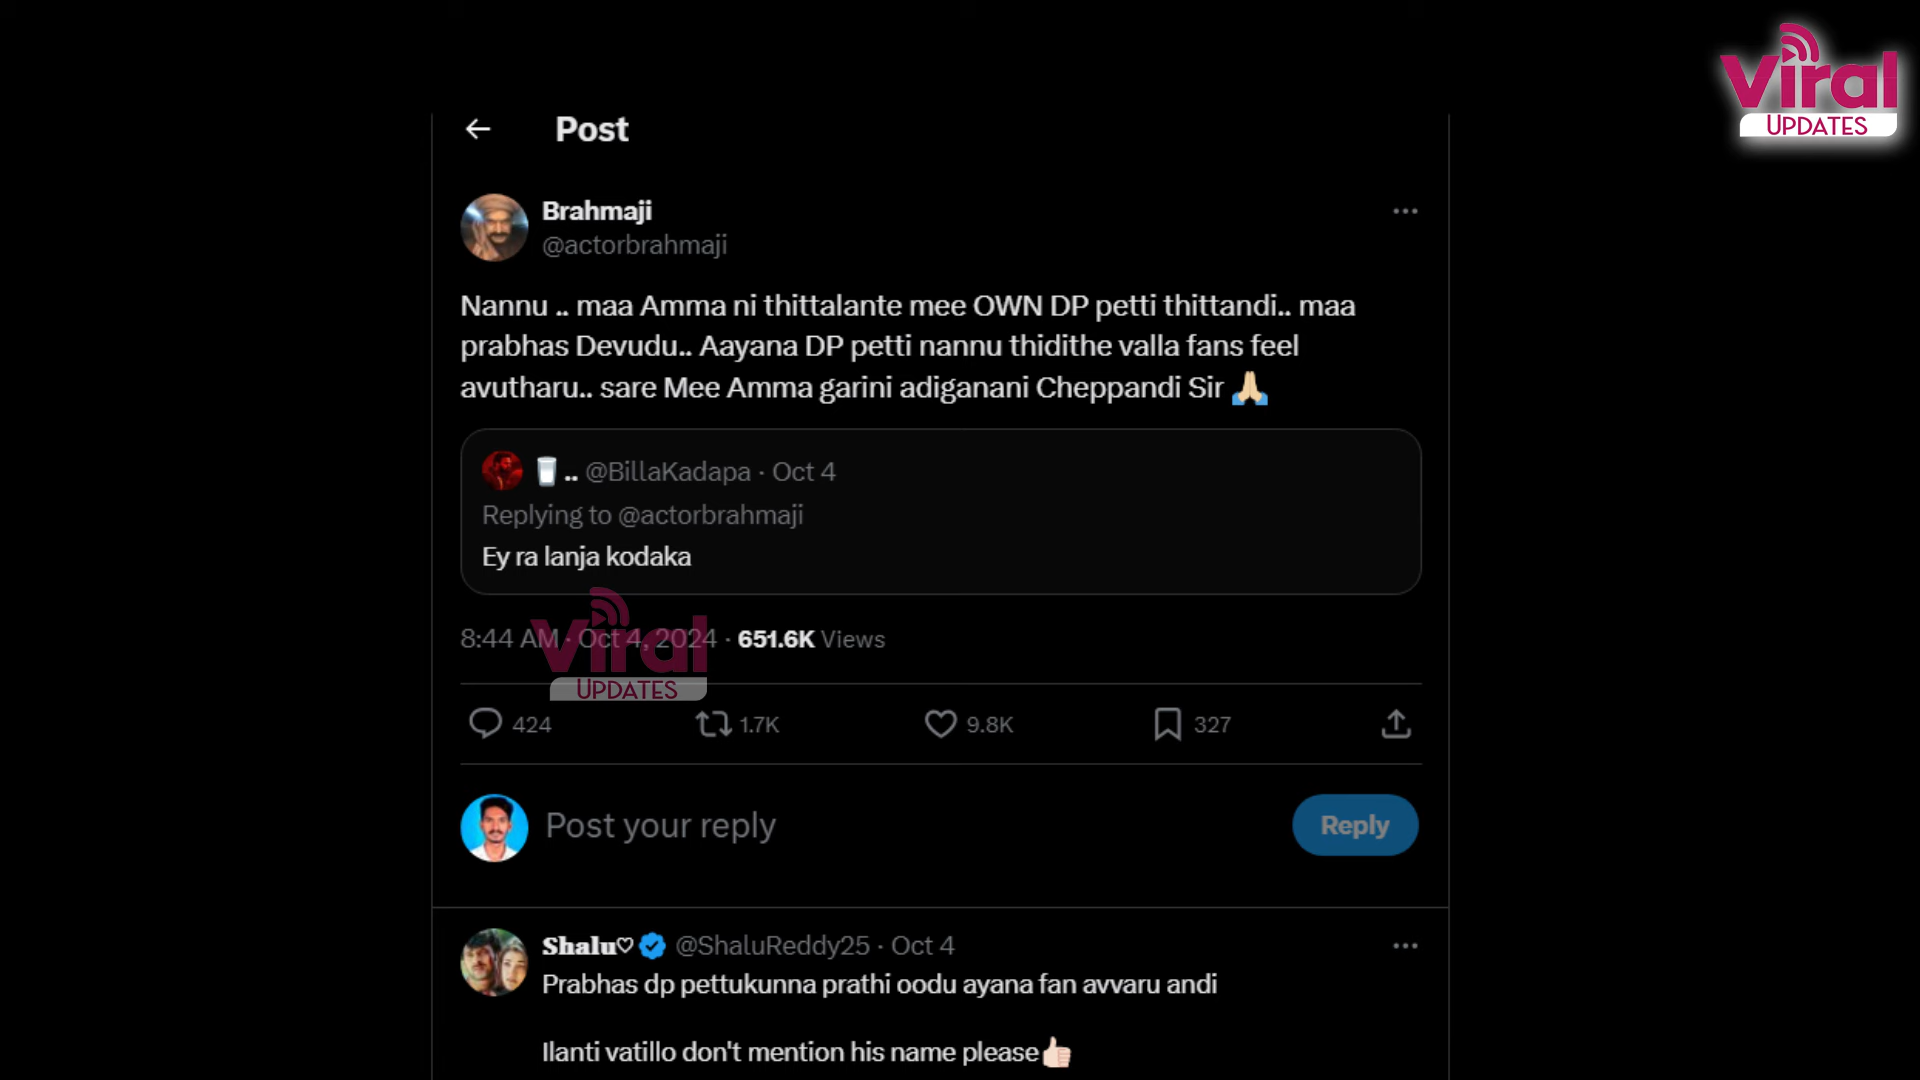 Viral
UPDATES
Post
Brahmaji
@actorbrahmaji
Nannu .. maa Amma ni thittalante mee OWN DP petti thittandi.. maa
prabhas Devudu.. Aayana DP petti nannu thidithe valla fans feel
avutharu.. sare Mee Amma garini adiganani Cheppandi Sir 🙏🏻
🥛.. @BillaKadapa · Oct 4
Replying to @actorbrahmaji
Ey ra lanja kodaka
8:44 AM · Oct 4, 2024 · 651.6K Views
Viral
UPDATES
424 1.7K 9.8K 327
Post your reply
Reply
Shalu♡ @ShaluReddy25 · Oct 4
Prabhas dp pettukunna prathi oodu ayana fan avvaru andi
Ilanti vatillo don't mention his name please👍🏻